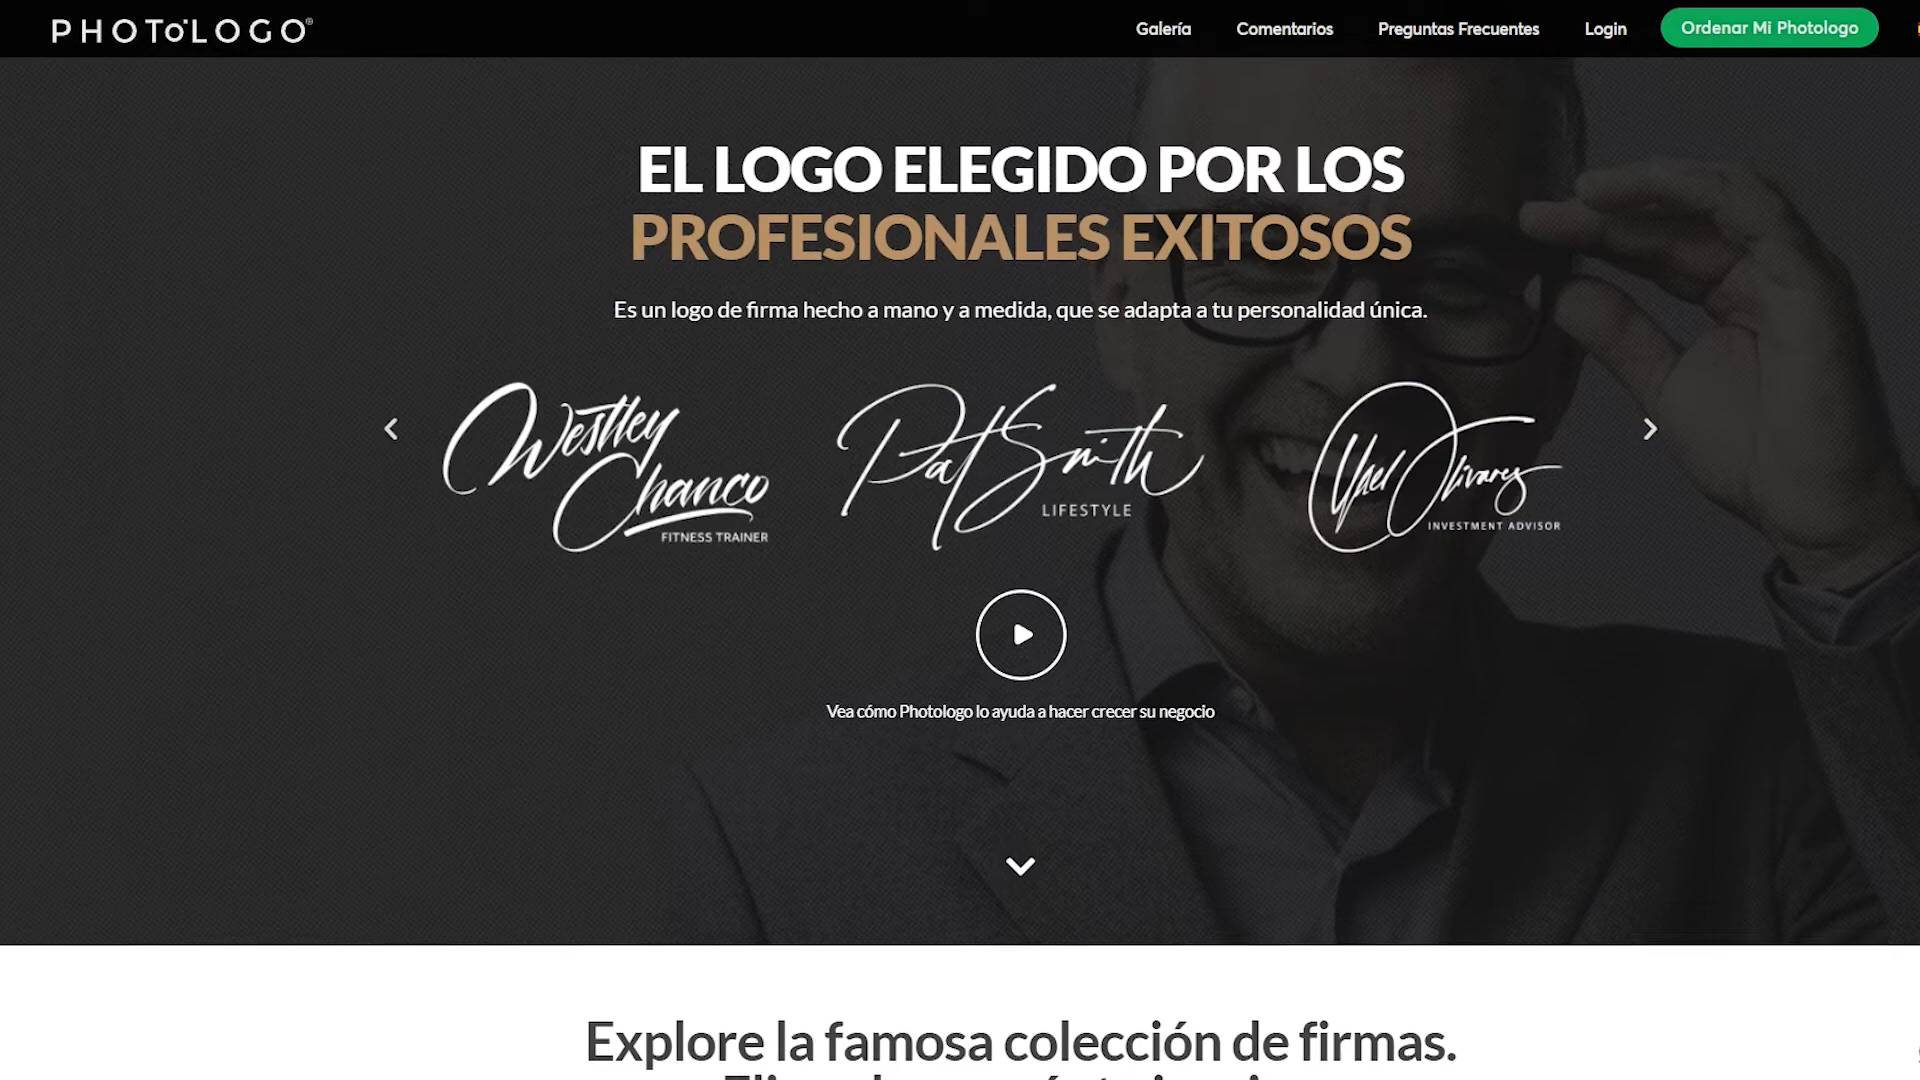 PHOTOLOGO®
Galería
Comentarios
Preguntas Frecuentes
Login
Ordenar Mi Photologo
EL LOGO ELEGIDO POR LOS
PROFESIONALES EXITOSOS
Es un logo de firma hecho a mano y a medida, que se adapta a tu personalidad única.
Westley
Chanco
FITNESS TRAINER
Pat Smith
LIFESTYLE
Olivares
INVESTMENT ADVISOR
Vea cómo Photologo lo ayuda a hacer crecer su negocio
Explore la famosa colección de firmas.